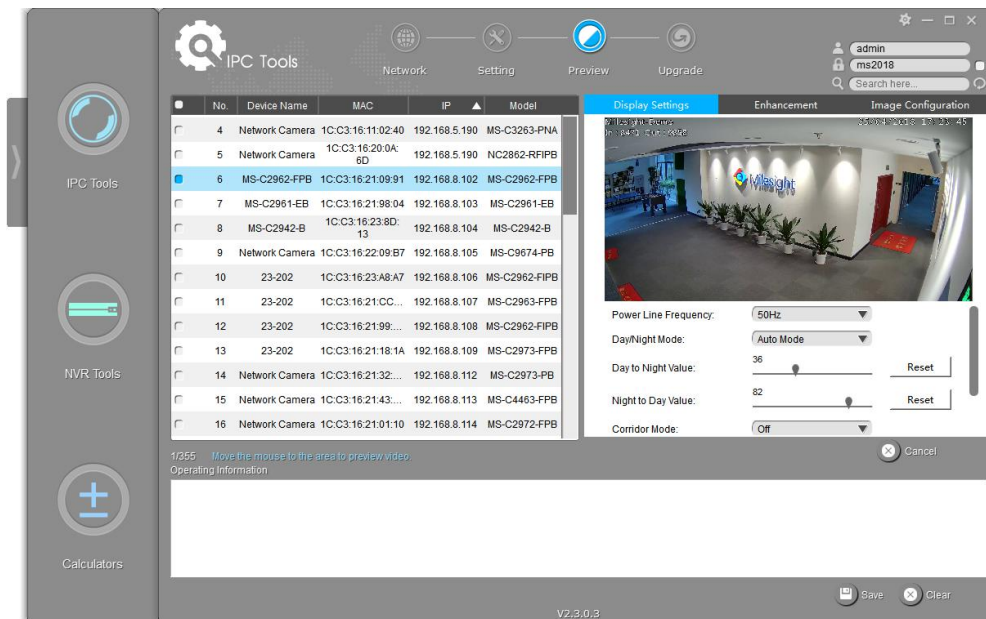 IPC Tools
Network
Setting
Preview
Upgrade
admin
ms2018
Search here...
IPC Tools
NVR Tools
Calculators
No. Device Name MAC IP Model
4 Network Camera 1C:C3:16:11:02:40 192.168.5.190 MS-C3263-PNA
5 Network Camera 1C:C3:16:20:0A:6D 192.168.5.190 NC2862-RFIPB
6 MS-C2962-FPB 1C:C3:16:21:09:91 192.168.8.102 MS-C2962-FPB
7 MS-C2961-EB 1C:C3:16:21:98:04 192.168.8.103 MS-C2961-EB
8 MS-C2942-B 1C:C3:16:23:8D:13 192.168.8.104 MS-C2942-B
9 Network Camera 1C:C3:16:22:09:B7 192.168.8.105 MS-C9674-PB
10 23-202 1C:C3:16:23:A8:A7 192.168.8.106 MS-C2962-FIPB
11 23-202 1C:C3:16:21:CC... 192.168.8.107 MS-C2963-FPB
12 23-202 1C:C3:16:21:99:... 192.168.8.108 MS-C2962-FIPB
13 23-202 1C:C3:16:21:18:1A 192.168.8.109 MS-C2973-FPB
14 Network Camera 1C:C3:16:21:32:... 192.168.8.112 MS-C2973-PB
15 Network Camera 1C:C3:16:21:43:... 192.168.8.113 MS-C4463-FPB
16 Network Camera 1C:C3:16:21:01:10 192.168.8.114 MS-C2972-FPB
Display Settings Enhancement Image Configuration
Milesight
Power Line Frequency: 50Hz
Day/Night Mode: Auto Mode
Day to Night Value: 36 Reset
Night to Day Value: 82 Reset
Corridor Mode: Off
Cancel
1/355 Move the mouse to the area to preview video.
Operating Information
Save Clear
V2.3.0.3